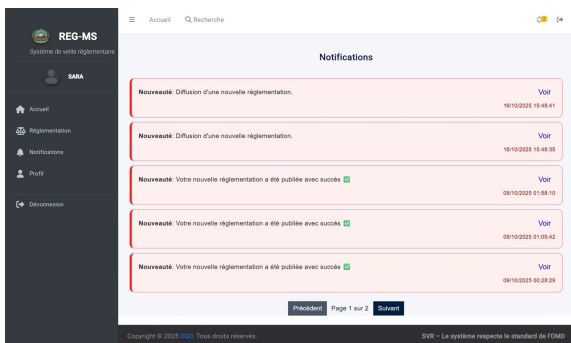 REG-MS
Système de veille réglementaire
SARA
Accueil
Réglementation
Notifications
Profil
Déconnexion
Accueil Recherche
Notifications
Nouveauté: Diffusion d'une nouvelle réglementation.
Voir
16/10/2025 15:48:41
Nouveauté: Diffusion d'une nouvelle réglementation.
Voir
16/10/2025 15:48:35
Nouveauté: Votre nouvelle réglementation a été publiée avec succès ✅
Voir
09/10/2025 01:58:10
Nouveauté: Votre nouvelle réglementation a été publiée avec succès ✅
Voir
09/10/2025 01:05:42
Nouveauté: Votre nouvelle réglementation a été publiée avec succès ✅
Voir
09/10/2025 00:28:29
Précédent Page 1 sur 2 Suivant
Copyright © 2025 DGD. Tous droits réservés.
SVR – Le système respecte le standard de l'OMD